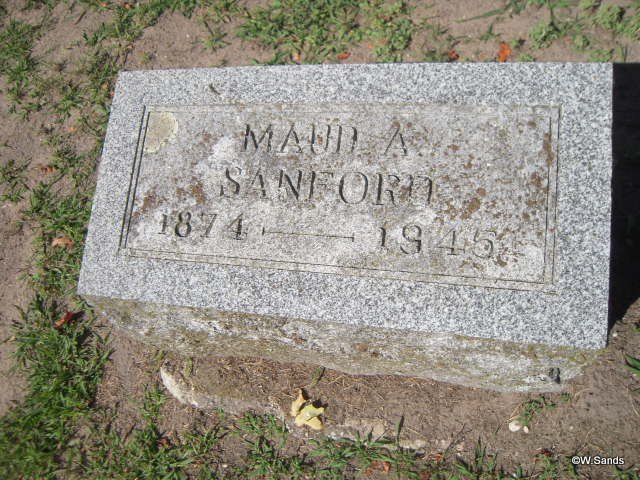 MAUD A.
SANFORD
1874 — 1945
©W.Sands